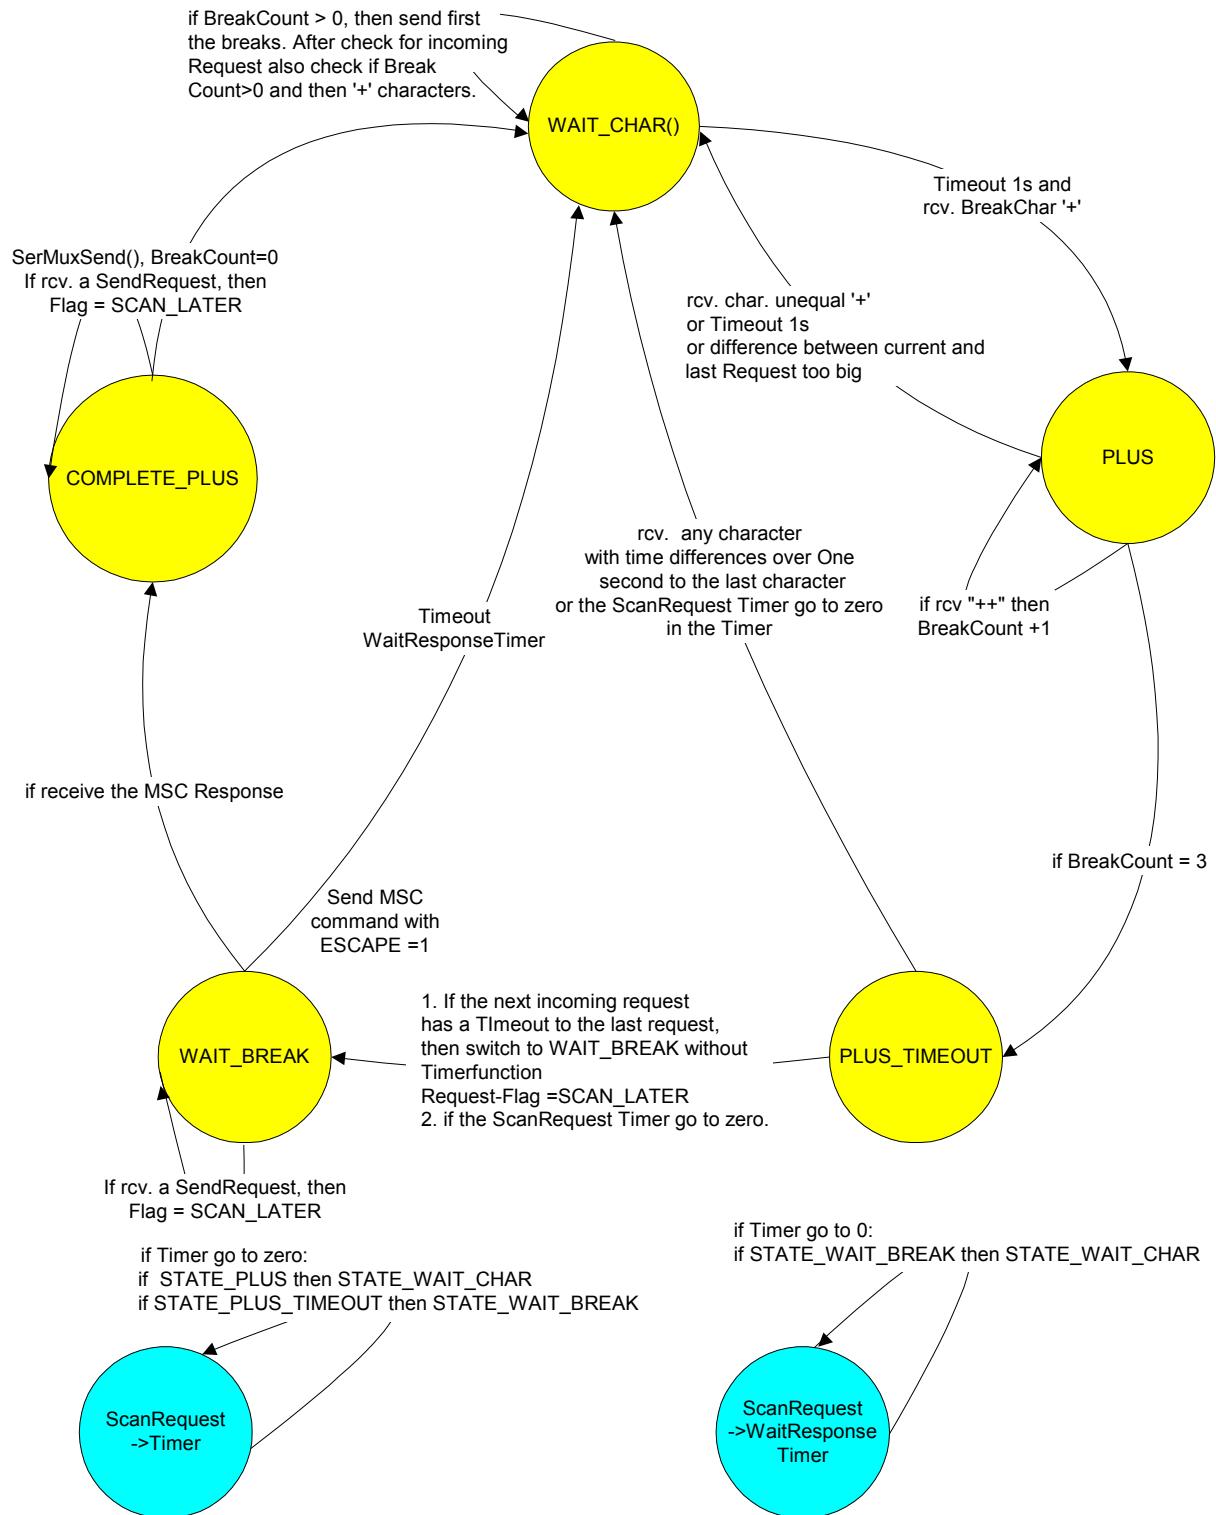 if BreakCount > 0, then send first
the breaks. After check for incoming
Request also check if Break
Count>0 and then '+' characters.
WAIT_CHAR()
Timeout 1s and
rcv. BreakChar '+'
SerMuxSend(), BreakCount=0
If rcv. a SendRequest, then
Flag = SCAN_LATER
rcv. char. unequal '+'
or Timeout 1s
or difference between current and
last Request too big
COMPLETE_PLUS
PLUS
rcv.  any character
with time differences over One
second to the last character
or the ScanRequest Timer go to zero
in the Timer
if rcv "++" then
BreakCount +1
Timeout
WaitResponseTimer
if receive the MSC Response
if BreakCount = 3
Send MSC
command with
ESCAPE =1
1. If the next incoming request
has a TImeout to the last request,
then switch to WAIT_BREAK without
Timerfunction
Request-Flag =SCAN_LATER
2. if the ScanRequest Timer go to zero.
WAIT_BREAK
PLUS_TIMEOUT
If rcv. a SendRequest, then
Flag = SCAN_LATER
if Timer go to zero:
if  STATE_PLUS then STATE_WAIT_CHAR
if STATE_PLUS_TIMEOUT then STATE_WAIT_BREAK
if Timer go to 0:
if STATE_WAIT_BREAK then STATE_WAIT_CHAR
ScanRequest
->Timer
ScanRequest
->WaitResponse
Timer